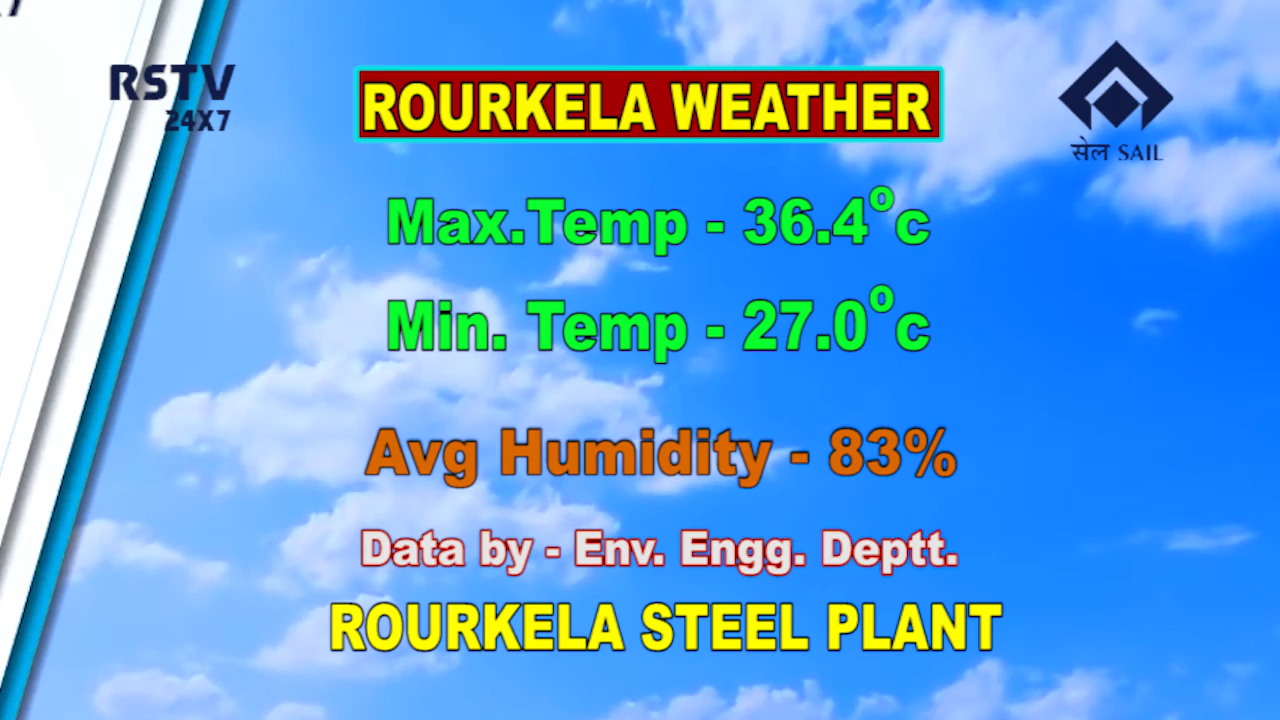 RSTV
24X7
ROURKELA WEATHER
सेल SAIL
Max.Temp - 36.4°c
Min. Temp - 27.0°c
Avg Humidity - 83%
Data by - Env. Engg. Deptt.
ROURKELA STEEL PLANT